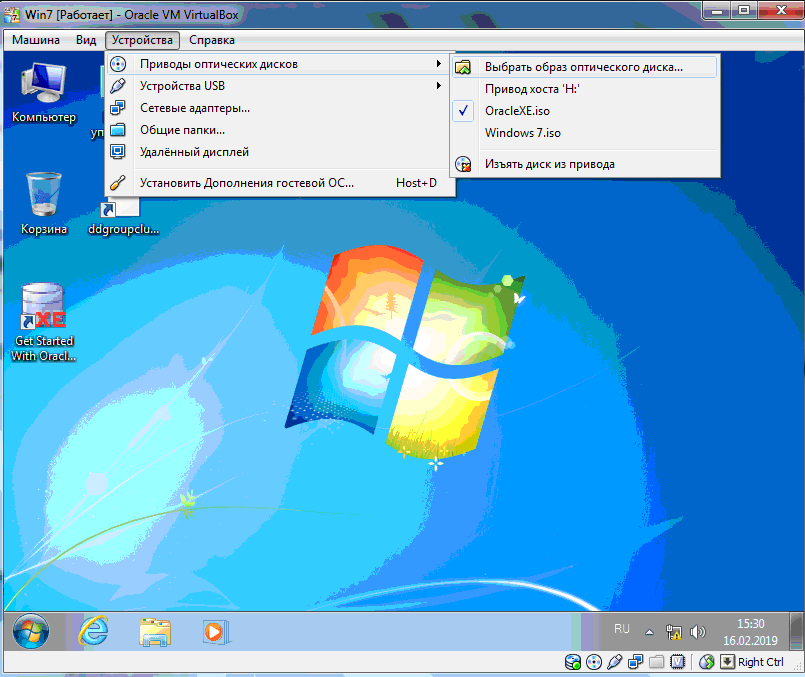 Win7 [Работает] - Oracle VM VirtualBox
Машина Вид Устройства Справка
Приводы оптических дисков
Устройства USB
Сетевые адаптеры...
Общие папки...
Удалённый дисплей
Установить Дополнения гостевой ОС... Host+D
Выбрать образ оптического диска...
Привод хоста 'H:'
OracleXE.iso
Windows 7.iso
Изъять диск из привода
Компьютер
уп
Корзина
ddgroupclu...
XE
Get Started
With Oracl...
RU
15:30
16.02.2019
Right Ctrl